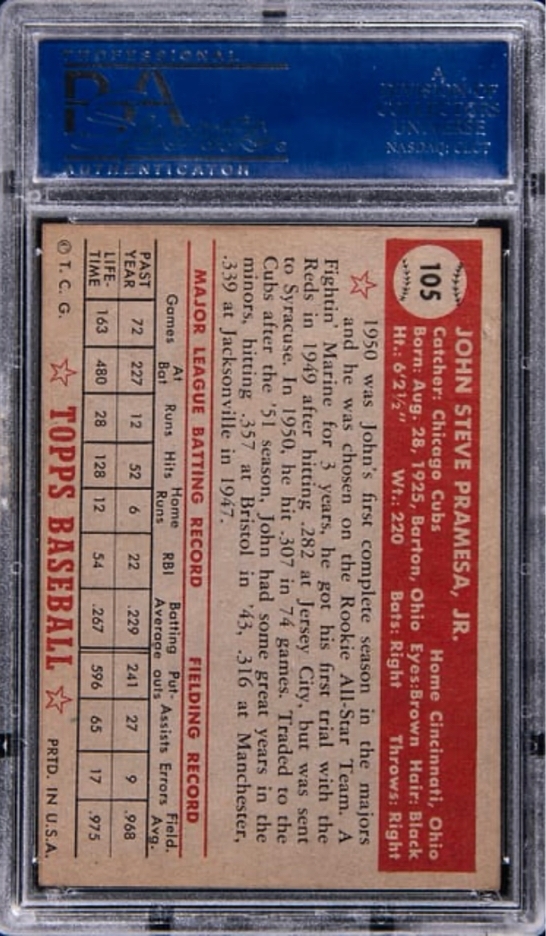 PROFESSIONAL
PSA
AUTHENTICATOR
A
DIVISION OF
COLLECTORS
UNIVERSE
NASDAQ: CLCT
105
JOHN STEVE PRAMESA, JR.
Catcher: Chicago Cubs Home Cincinnati, Ohio
Born: Aug. 28, 1925, Barton, Ohio Eyes:Brown Hair: Black
Ht.: 6'2½" Wt.: 220 Bats: Right Throws: Right
☆ 1950 was John's first complete season in the majors
and he was chosen on the Rookie All-Star Team. A
Fightin' Marine for 3 years, he got his first trial with the
Reds in 1949 after hitting .282 at Jersey City, but was sent
to Syracuse. In 1950, he hit .307 in 74 games. Traded to the
Cubs after the '51 season, John had some great years in the
minors, hitting .357 at Bristol in '43, .316 at Manchester,
.339 at Jacksonville in 1947.
MAJOR LEAGUE BATTING RECORD FIELDING RECORD
Games At Bat Runs Hits Home Runs RBI Batting Average Put-outs Assists Errors Field. Avg.
PAST YEAR 72 227 12 52 6 22 .229 241 27 9 .968
LIFE-TIME 163 480 28 128 12 54 .267 596 65 17 .975
© T. C. G. ☆ TOPPS BASEBALL ☆ PRTD. IN U.S.A.